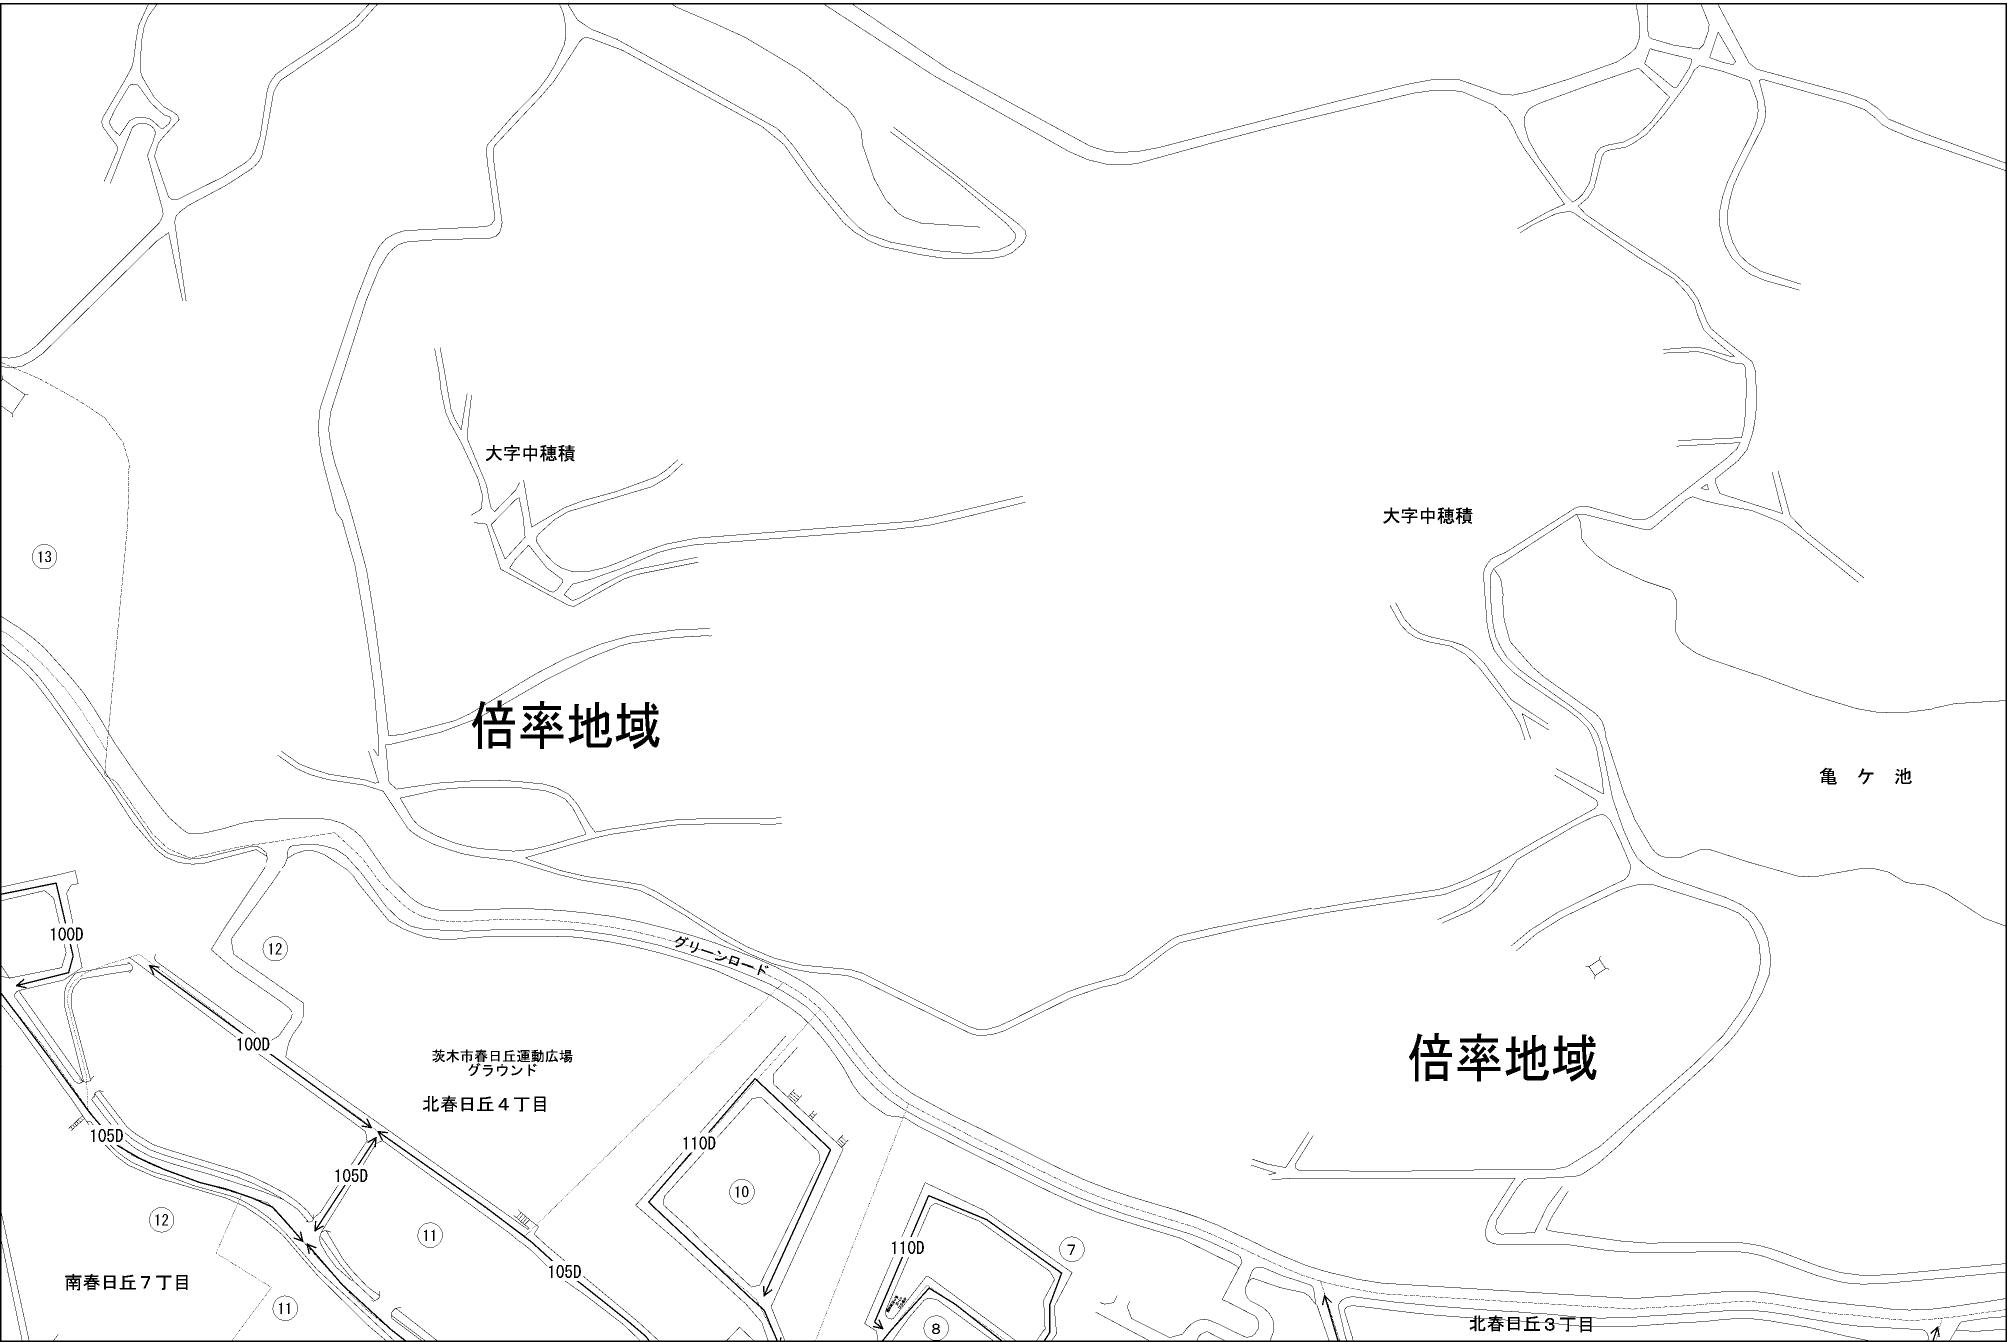 大字中穂積
大字中穂積
⑬
倍率地域
亀ケ池
100D
グリーンロード
⑫
100D
茨木市春日丘運動広場
グラウンド
北春日丘４丁目
倍率地域
105D
110D
105D
⑩
⑫
⑪
110D
⑦
105D
南春日丘７丁目
⑪
⑧
北春日丘３丁目